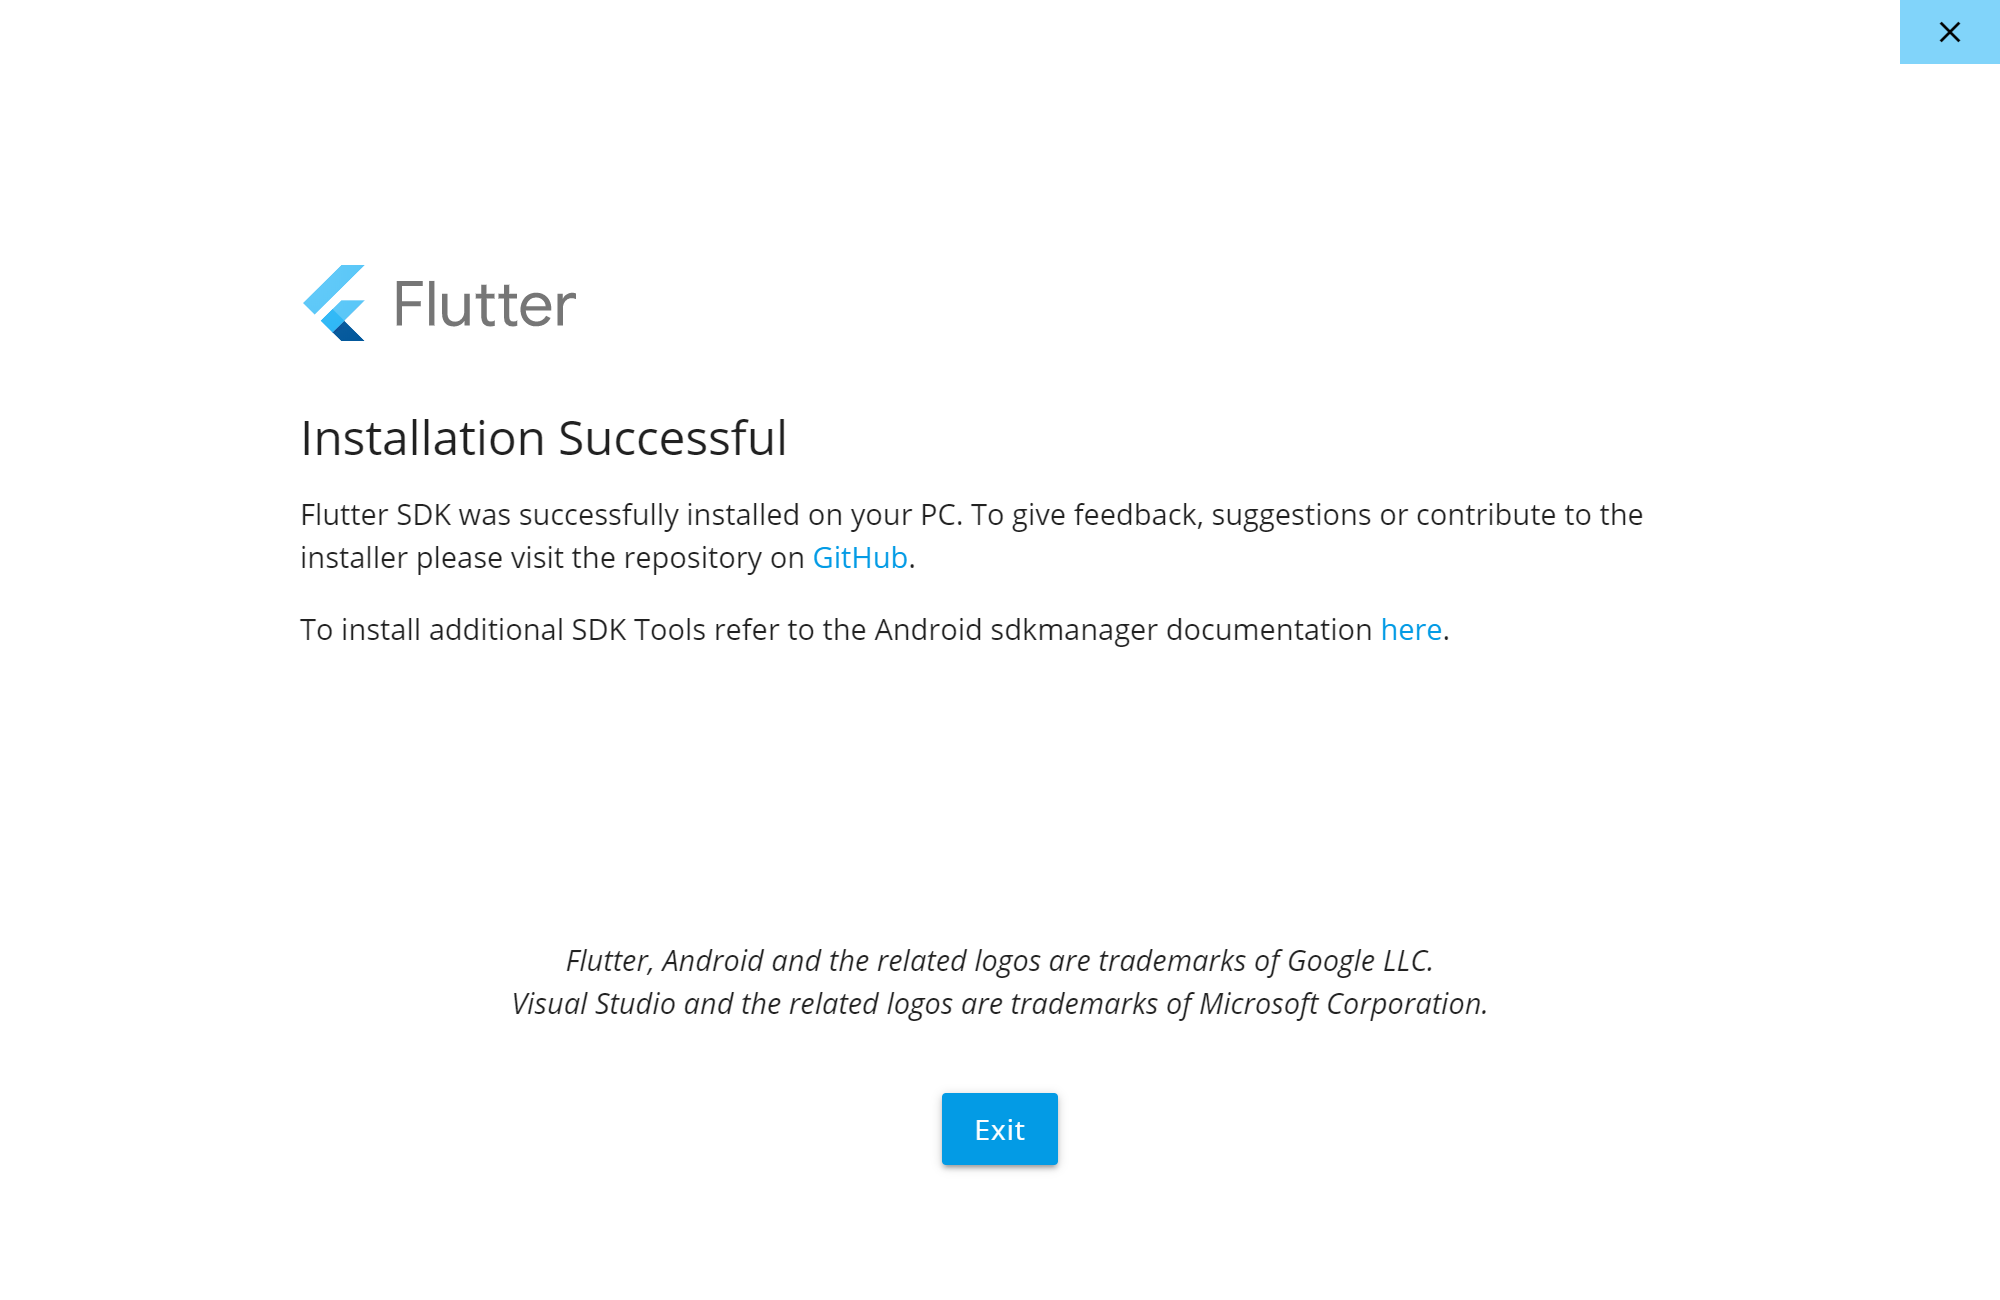 Flutter
Installation Successful
Flutter SDK was successfully installed on your PC. To give feedback, suggestions or contribute to the
installer please visit the repository on GitHub.
To install additional SDK Tools refer to the Android sdkmanager documentation here.
Flutter, Android and the related logos are trademarks of Google LLC.
Visual Studio and the related logos are trademarks of Microsoft Corporation.
Exit